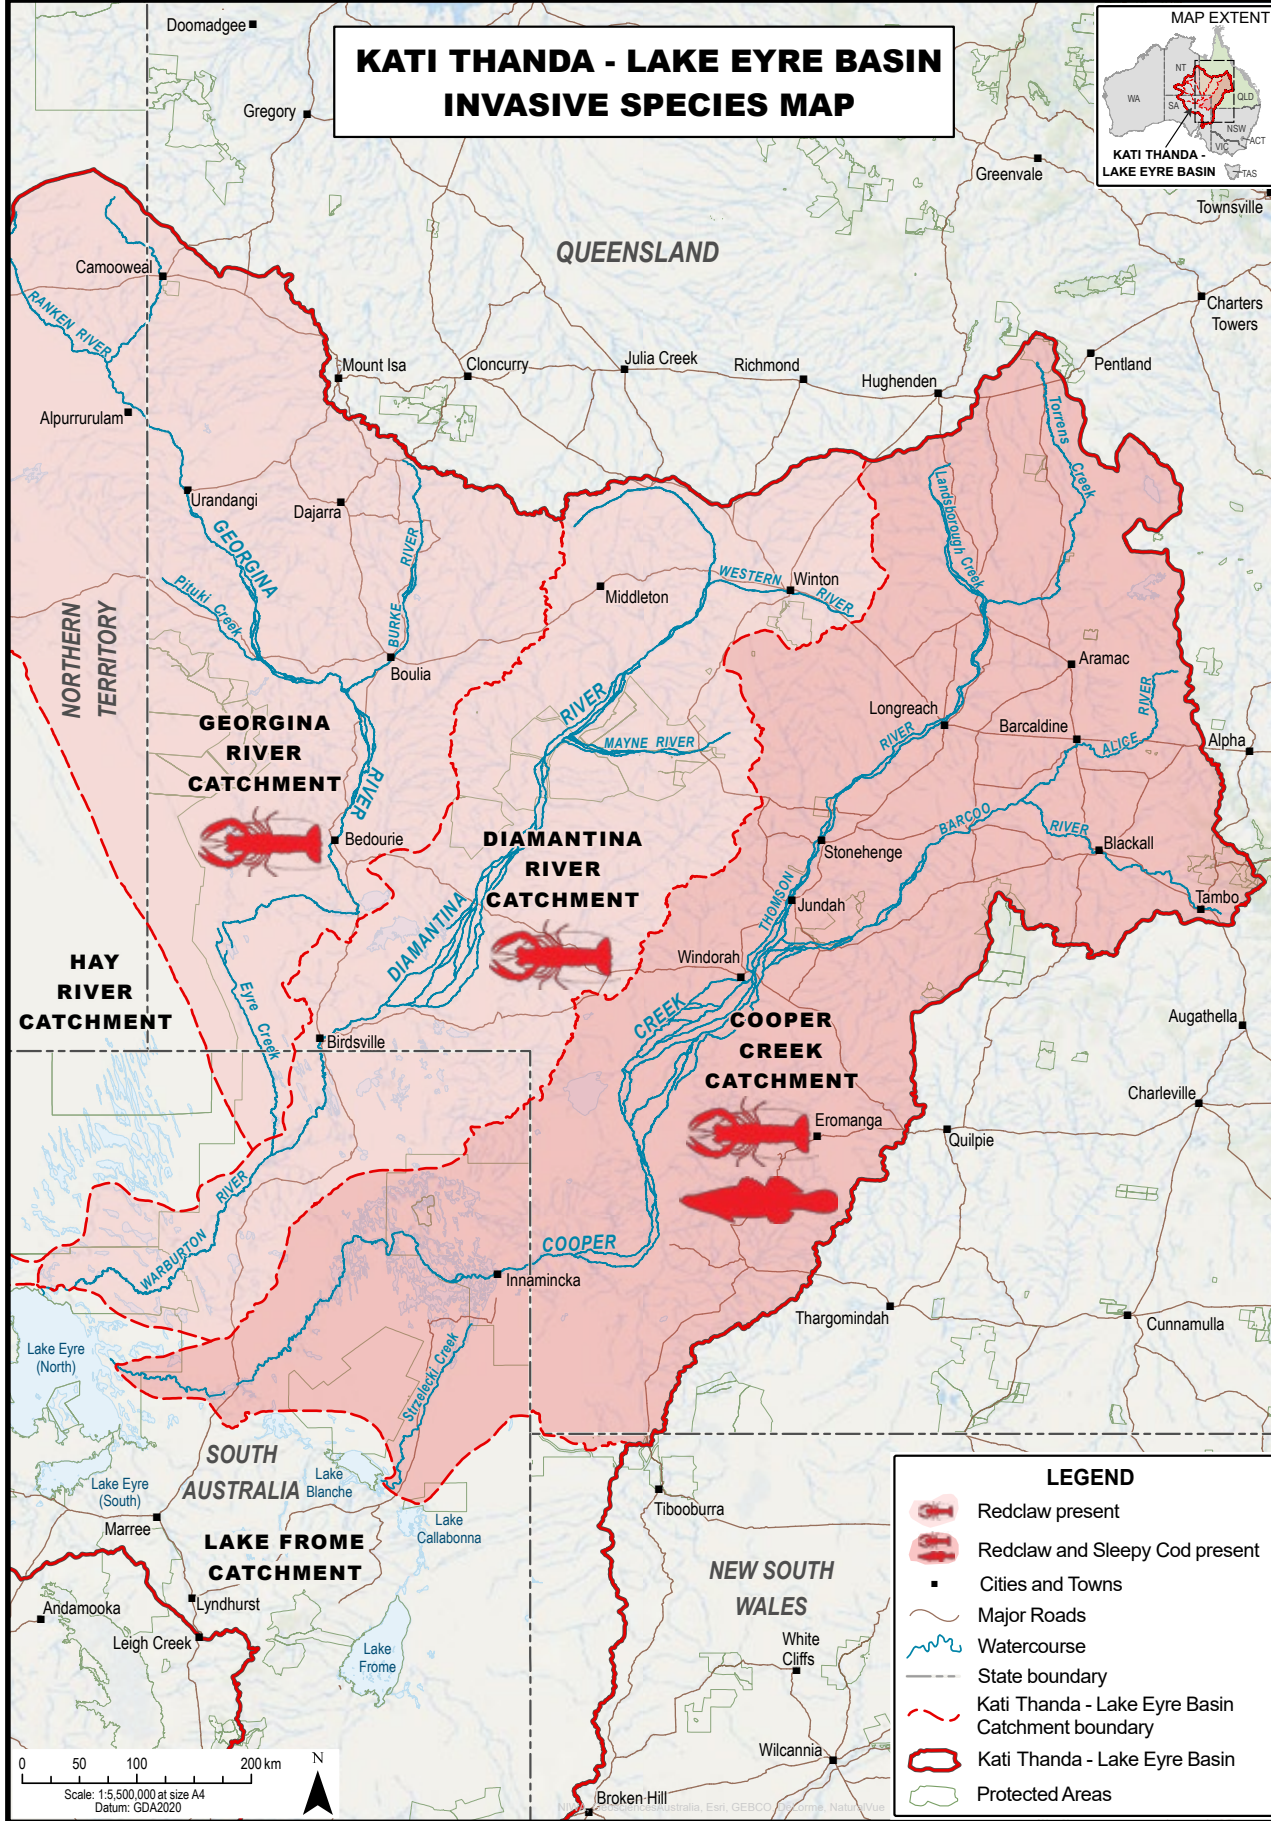 KATI THANDA - LAKE EYRE BASIN
INVASIVE SPECIES MAP
MAP EXTENT
NT
WA
QLD
SA
NSW
ACT
VIC
TAS
KATI THANDA -
LAKE EYRE BASIN
Doomadgee
Gregory
Greenvale
Townsville
QUEENSLAND
Camooweal
RANKEN RIVER
Charters
Towers
Mount Isa
Cloncurry
Julia Creek
Richmond
Hughenden
Pentland
Alpurrurulam
Torrens
Creek
Landsborough Creek
Urandangi
Dajarra
GEORGINA
RIVER
BURKE
Pituki Creek
WESTERN
RIVER
Winton
Middleton
NORTHERN
TERRITORY
Boulia
Aramac
RIVER
RIVER
Longreach
Barcaldine
ALICE
Alpha
GEORGINA
RIVER
CATCHMENT
RIVER
MAYNE RIVER
RIVER
Bedourie
DIAMANTINA
RIVER
CATCHMENT
BARCOO
RIVER
Stonehenge
Blackall
THOMSON
Jundah
Tambo
DIAMANTINA
HAY
RIVER
CATCHMENT
Windorah
Eyre Creek
CREEK
COOPER
CREEK
CATCHMENT
Augathella
Birdsville
Charleville
Eromanga
Quilpie
RIVER
WARBURTON
COOPER
Innamincka
Thargomindah
Cunnamulla
Lake Eyre
(North)
Strzelecki Creek
SOUTH
AUSTRALIA
Lake
Blanche
Lake Eyre
(South)
Marree
Lake
Callabonna
Tibooburra
LAKE FROME
CATCHMENT
NEW SOUTH
WALES
Andamooka
Lyndhurst
Leigh Creek
Lake
Frome
White
Cliffs
Wilcannia
Broken Hill
LEGEND
Redclaw present
Redclaw and Sleepy Cod present
Cities and Towns
Major Roads
Watercourse
State boundary
Kati Thanda - Lake Eyre Basin
Catchment boundary
Kati Thanda - Lake Eyre Basin
Protected Areas
0 50 100 200 km
N
Scale: 1:5,500,000 at size A4
Datum: GDA2020
GeosciencesAustralia, Esri, GEBCO, DeLorme, NaturalVue